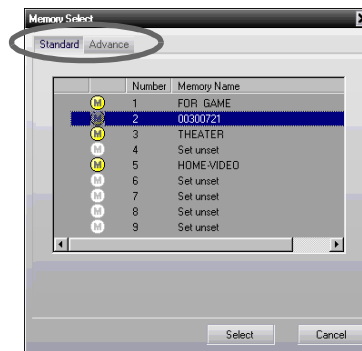 Memory Select
Standard Advance
Number Memory Name
M 1 FOR GAME
M 2 00300721
M 3 THEATER
M 4 Set unset
M 5 HOME-VIDEO
M 6 Set unset
M 7 Set unset
M 8 Set unset
M 9 Set unset
Select Cancel